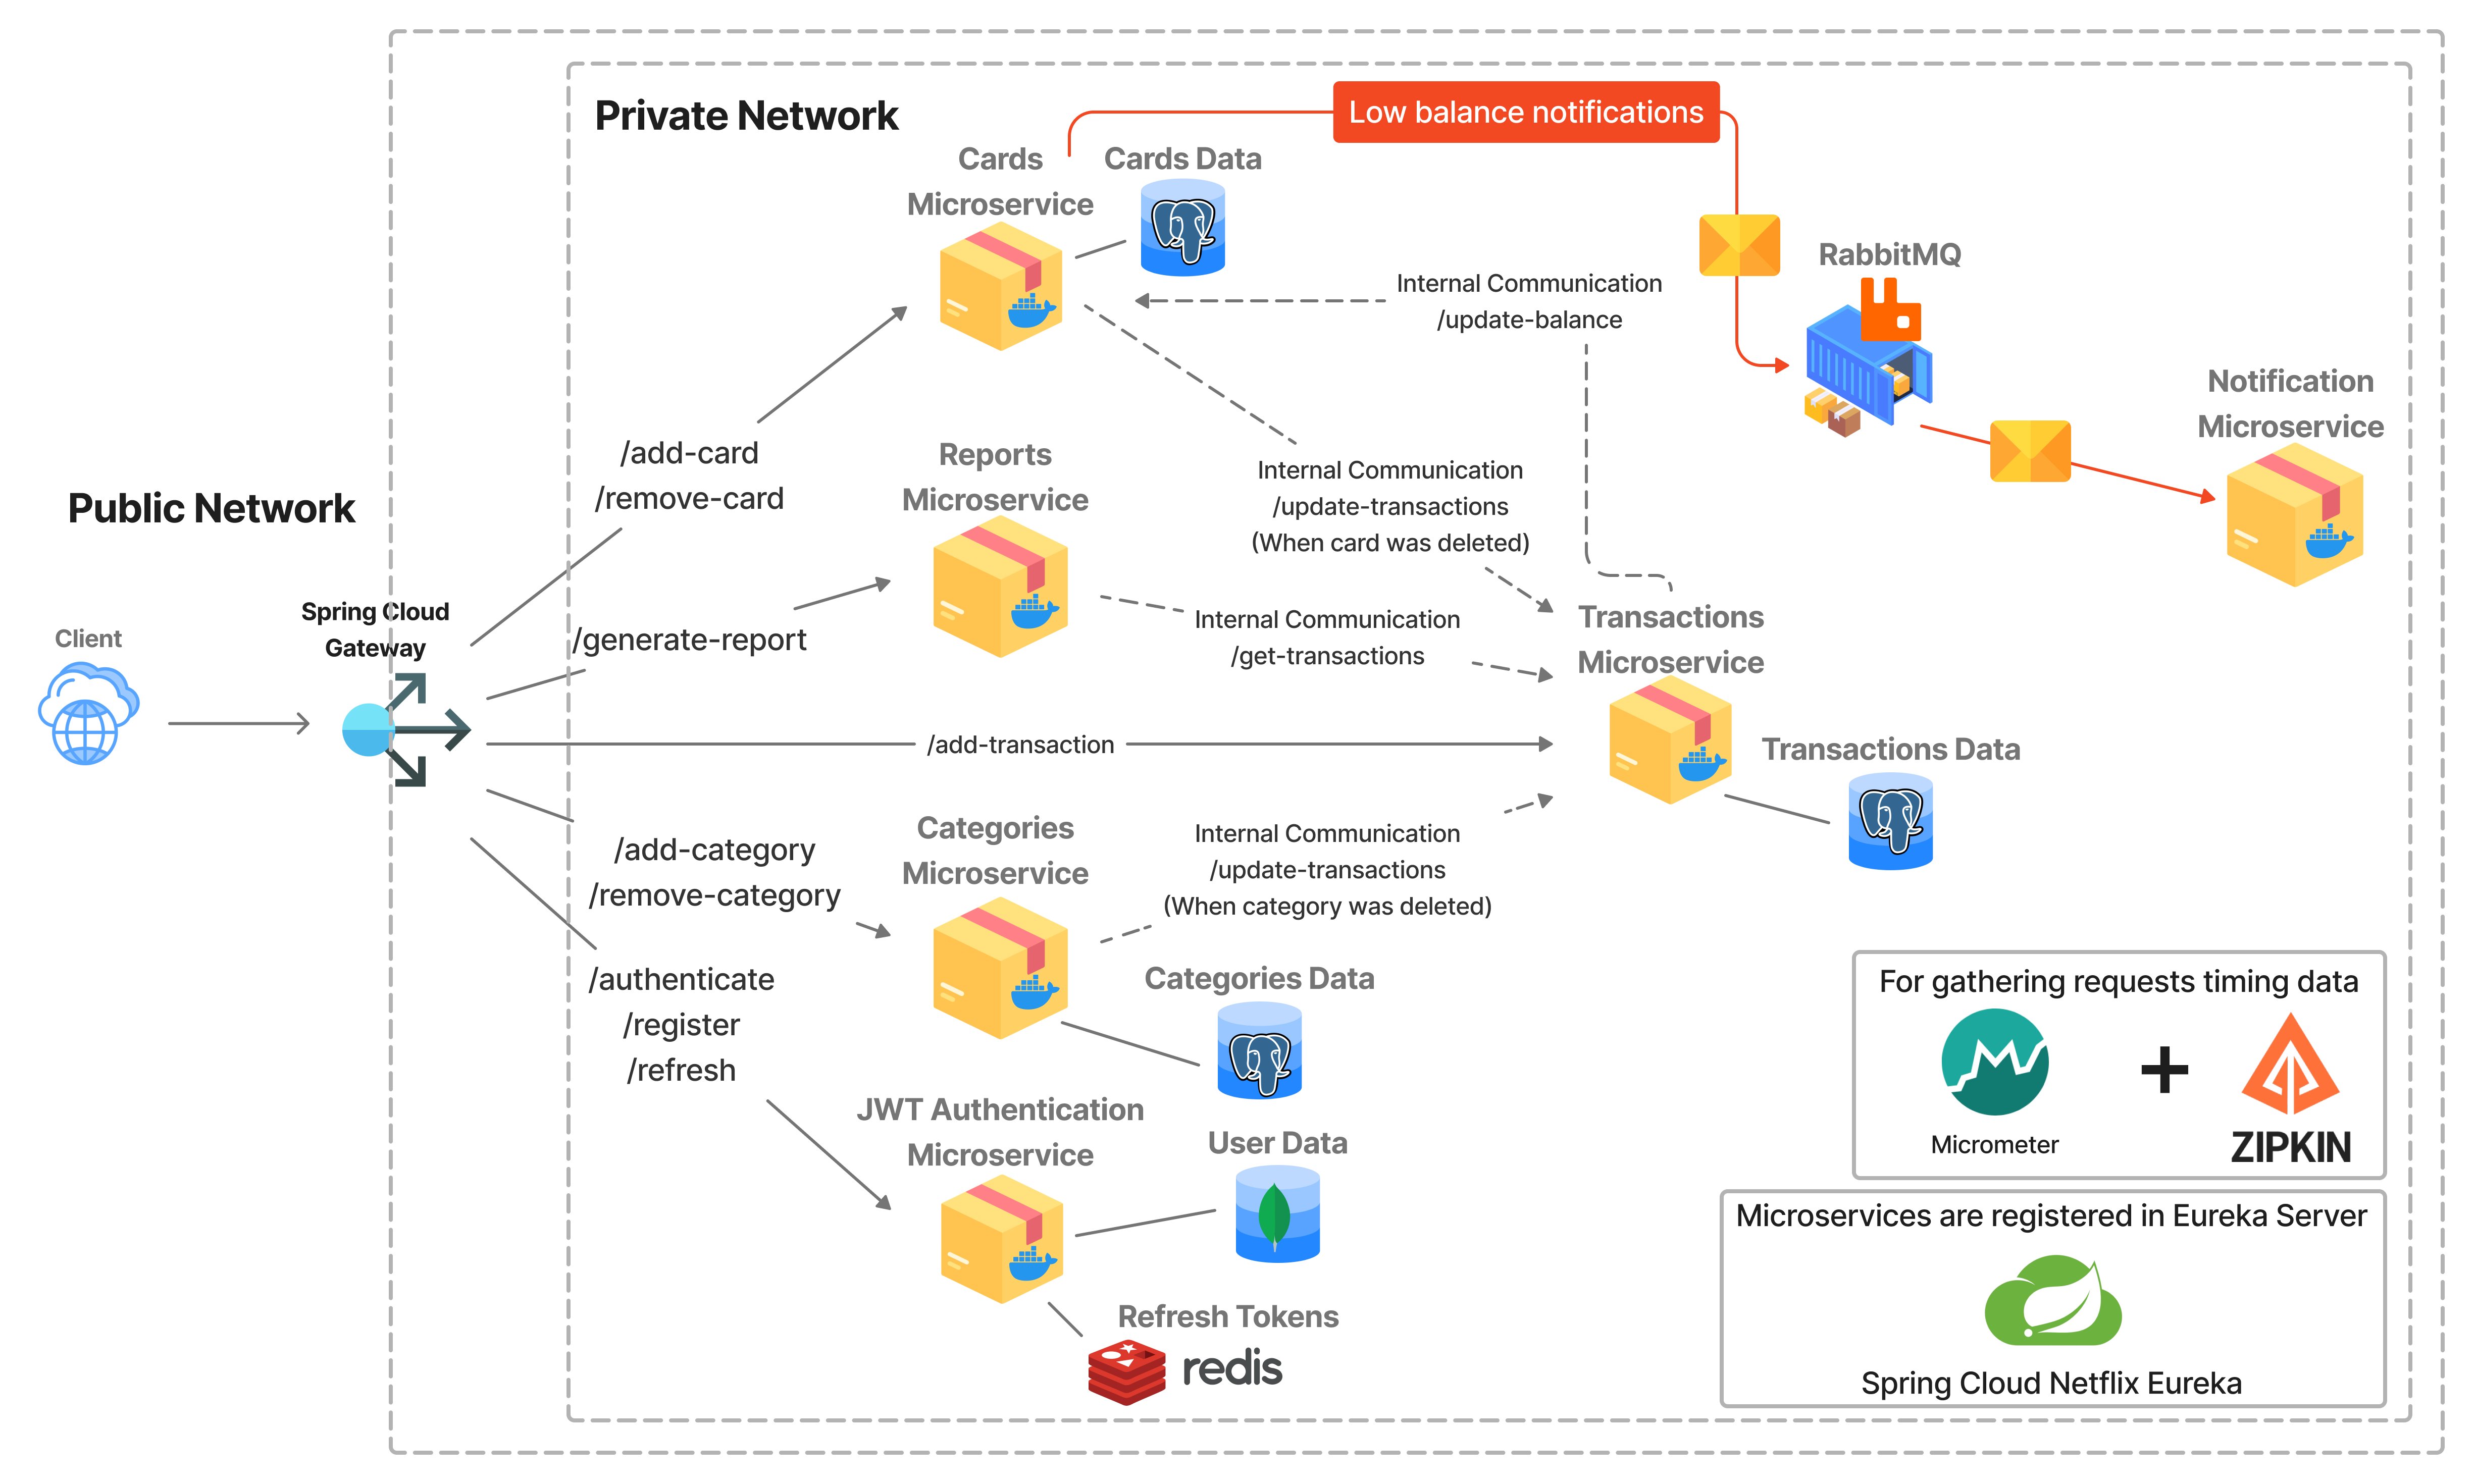 Private Network
Low balance notifications
Cards
Microservice
Cards Data
Internal Communication
/update-balance
RabbitMQ
Notification
Microservice
/add-card
/remove-card
Reports
Microservice
Internal Communication
/update-transactions
(When card was deleted)
Public Network
Spring Cloud
Gateway
Client
/generate-report
Internal Communication
/get-transactions
Transactions
Microservice
/add-transaction
Transactions Data
/add-category
/remove-category
Categories
Microservice
Internal Communication
/update-transactions
(When category was deleted)
Categories Data
/authenticate
/register
/refresh
JWT Authentication
Microservice
User Data
Refresh Tokens
redis
For gathering requests timing data
Micrometer
+
ZIPKIN
Microservices are registered in Eureka Server
Spring Cloud Netflix Eureka